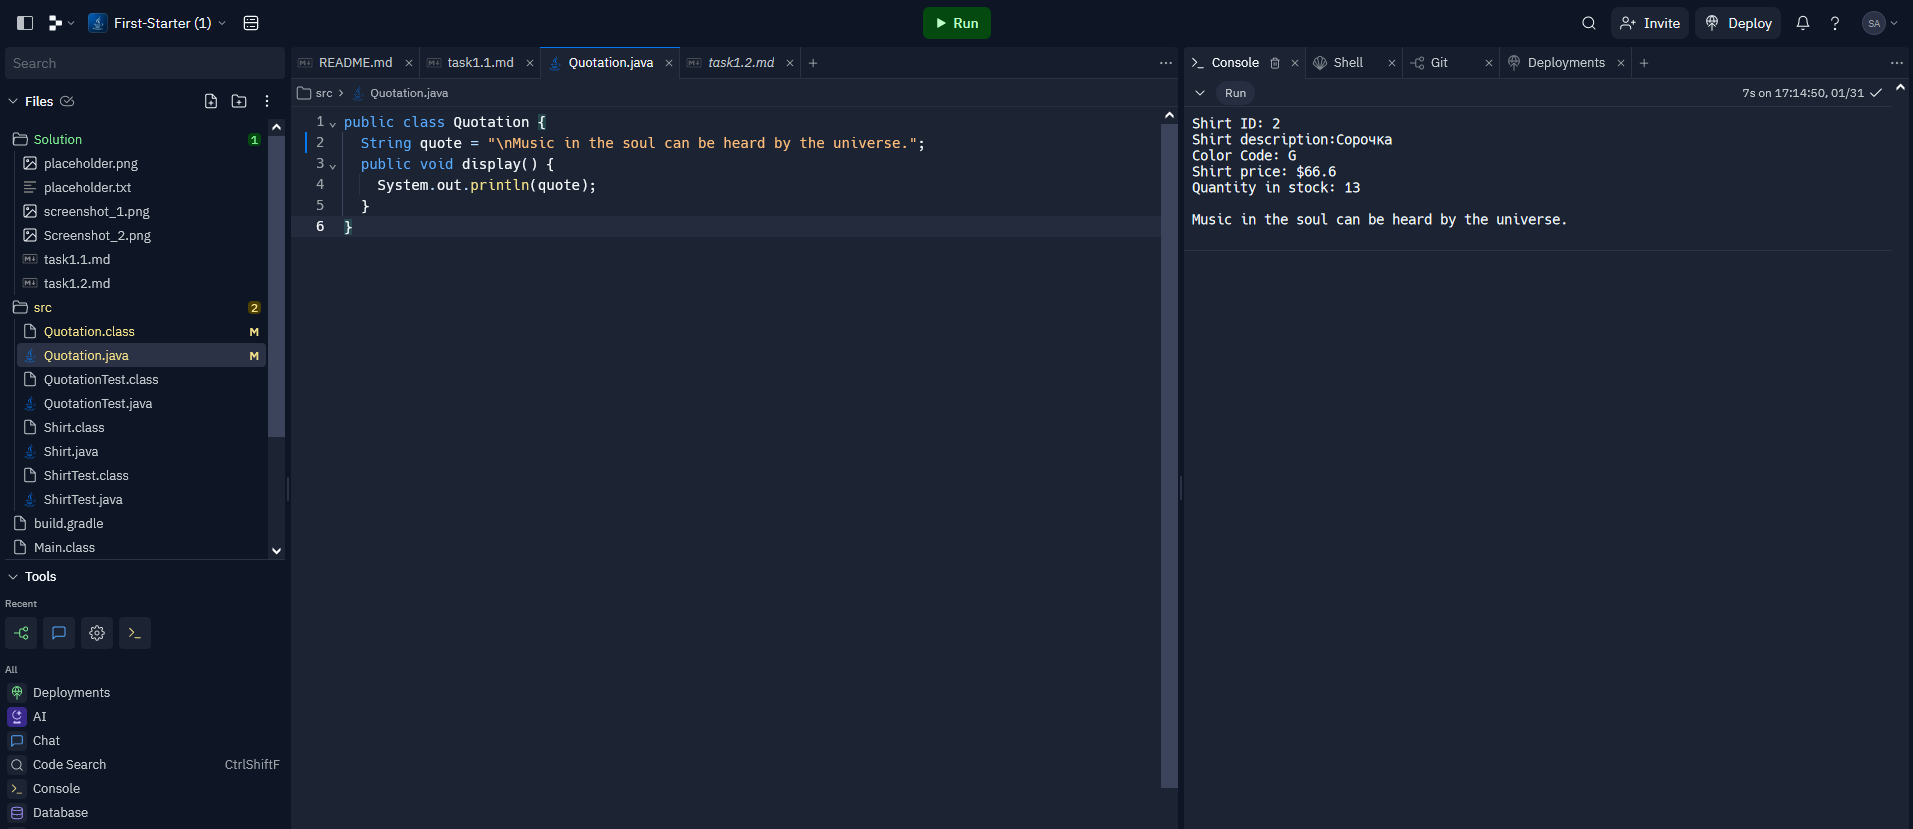 First-Starter (1)
Run
Invite
Deploy
SA
Search
Files
Solution 1
placeholder.png
placeholder.txt
screenshot_1.png
Screenshot_2.png
task1.1.md
task1.2.md
src 2
Quotation.class M
Quotation.java M
QuotationTest.class
QuotationTest.java
Shirt.class
Shirt.java
ShirtTest.class
ShirtTest.java
build.gradle
Main.class
Tools
Recent
All
Deployments
AI
Chat
Code Search CtrlShiftF
Console
Database
README.md
task1.1.md
Quotation.java
task1.2.md
src > Quotation.java
1 public class Quotation {
2 String quote = "\nMusic in the soul can be heard by the universe.";
3 public void display() {
4 System.out.println(quote);
5 }
6 }
Console
Shell
Git
Deployments
Run
7s on 17:14:50, 01/31
Shirt ID: 2
Shirt description:Сорочка
Color Code: G
Shirt price: $66.6
Quantity in stock: 13
Music in the soul can be heard by the universe.